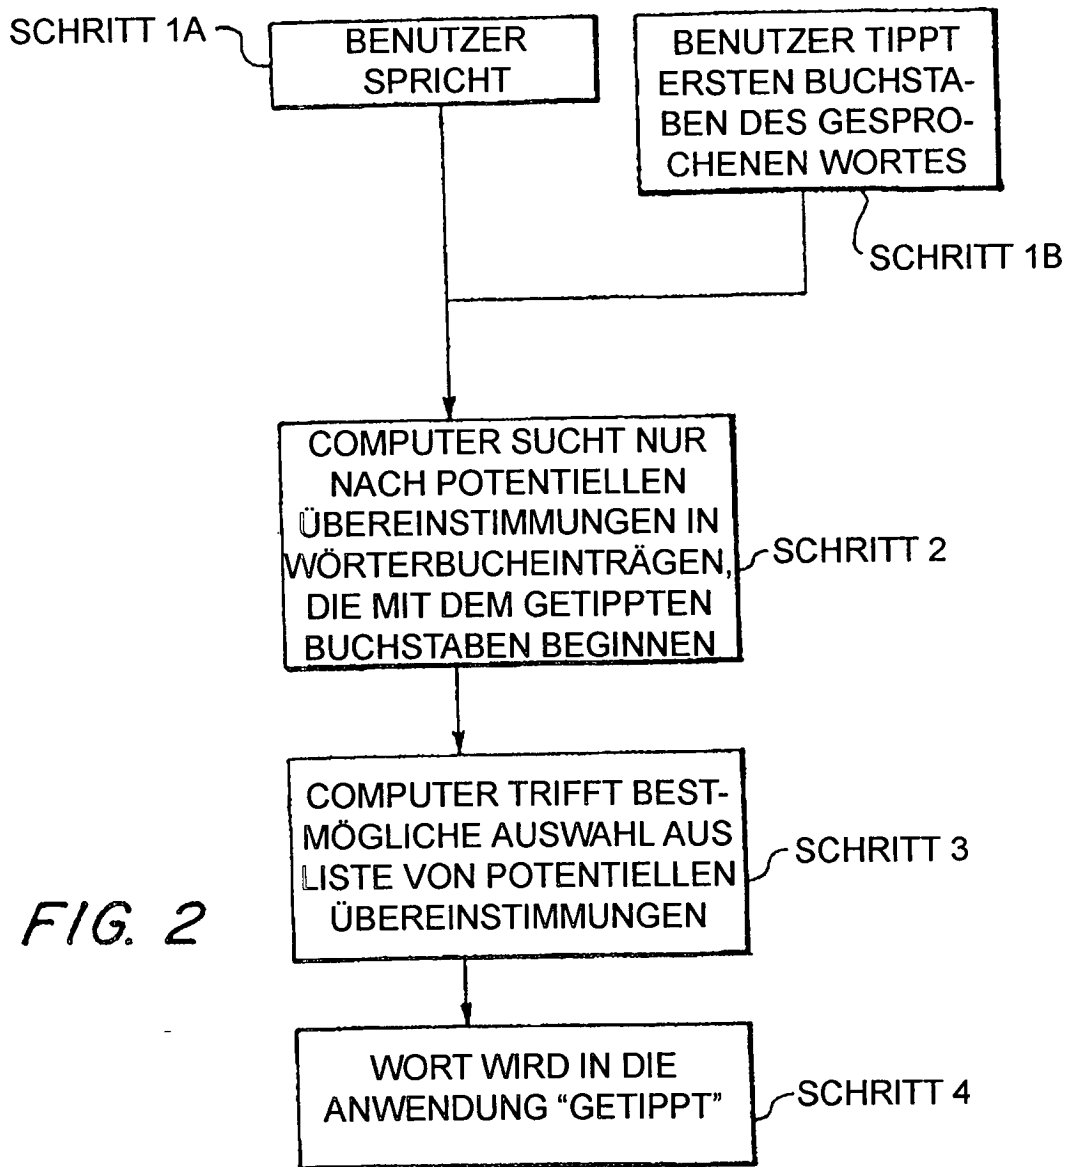 SCHRITT 1A
BENUTZER
SPRICHT
BENUTZER TIPPT
ERSTEN BUCHSTA-
BEN DES GESPRO-
CHENEN WORTES
SCHRITT 1B
COMPUTER SUCHT NUR
NACH POTENTIELLEN
ÜBEREINSTIMMUNGEN IN
WÖRTERBUCHEINTRÄGEN,
DIE MIT DEM GETIPPTEN
BUCHSTABEN BEGINNEN
SCHRITT 2
COMPUTER TRIFFT BEST-
MÖGLICHE AUSWAHL AUS
LISTE VON POTENTIELLEN
ÜBEREINSTIMMUNGEN
SCHRITT 3
FIG. 2
WORT WIRD IN DIE
ANWENDUNG “GETIPPT”
SCHRITT 4